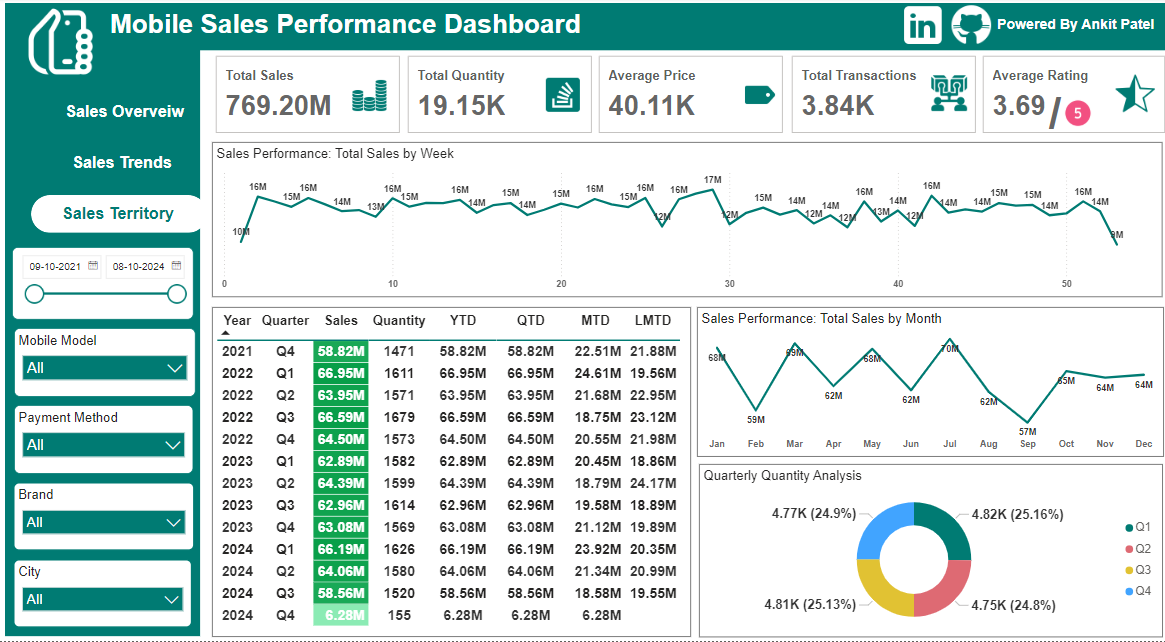 Mobile Sales Performance Dashboard
in
Powered By Ankit Patel
Sales Overveiw
Sales Trends
Sales Territory
09-10-2021
08-10-2024
Mobile Model
All
Payment Method
All
Brand
All
City
All
Total Sales
769.20M
Total Quantity
19.15K
Average Price
40.11K
Total Transactions
3.84K
Average Rating
3.69 / 5
Sales Performance: Total Sales by Week
10M 16M 15M 16M 14M 13M 16M 15M 16M 14M 15M 14M 15M 16M 15M 16M 12M 16M 17M 12M 15M 14M 12M 14M 12M 16M 13M 14M 12M 16M 14M 14M 15M 15M 14M 16M 14M 9M
0 10 20 30 40 50
Year Quarter Sales Quantity YTD QTD MTD LMTD
2021 Q4 58.82M 1471 58.82M 58.82M 22.51M 21.88M
2022 Q1 66.95M 1611 66.95M 66.95M 24.61M 19.56M
2022 Q2 63.95M 1571 63.95M 63.95M 21.68M 22.95M
2022 Q3 66.59M 1679 66.59M 66.59M 18.75M 23.12M
2022 Q4 64.50M 1573 64.50M 64.50M 20.55M 21.98M
2023 Q1 62.89M 1582 62.89M 62.89M 20.45M 18.86M
2023 Q2 64.39M 1599 64.39M 64.39M 18.79M 24.17M
2023 Q3 62.96M 1614 62.96M 62.96M 19.58M 18.89M
2023 Q4 63.08M 1569 63.08M 63.08M 21.12M 19.89M
2024 Q1 66.19M 1626 66.19M 66.19M 23.92M 20.35M
2024 Q2 64.06M 1580 64.06M 64.06M 21.34M 20.99M
2024 Q3 58.56M 1520 58.56M 58.56M 18.58M 19.55M
2024 Q4 6.28M 155 6.28M 6.28M 6.28M
Sales Performance: Total Sales by Month
68M 59M 69M 62M 68M 62M 70M 62M 57M 65M 64M 64M
Jan Feb Mar Apr May Jun Jul Aug Sep Oct Nov Dec
Quarterly Quantity Analysis
4.77K (24.9%)
4.82K (25.16%)
4.81K (25.13%)
4.75K (24.8%)
Q1
Q2
Q3
Q4